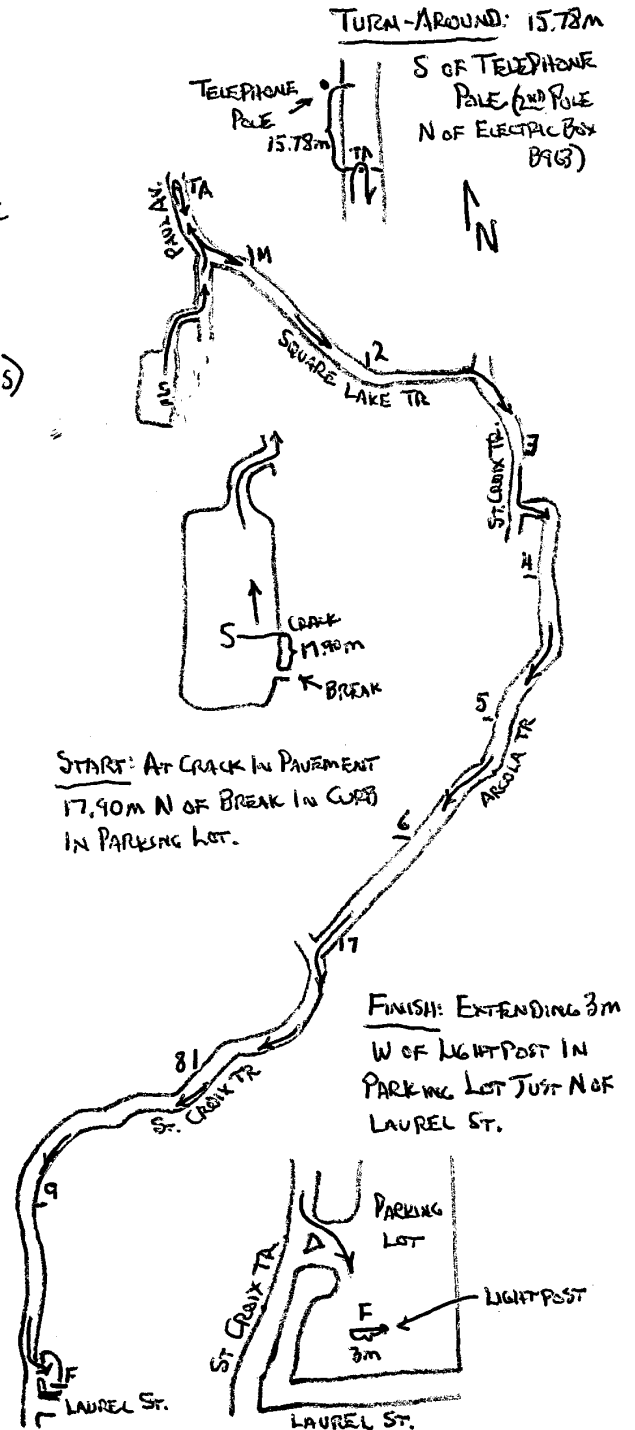 TURN-AROUND: 15.78m
S OF TELEPHONE
POLE (2ND POLE
N OF ELECTRIC BOX
B963)
TELEPHONE
POLE
15.78m
TA
N
TA
PAUL AV.
1M
S)
S
SQUARE LAKE TR
2
3
ST. CROIX TR.
4
S
CRACK
17.90m
BREAK
5
ARGOLA TR
START: AT CRACK IN PAVEMENT
17.90m N OF BREAK IN CURB
IN PARKING LOT.
6
7
FINISH: EXTENDING 3m
W OF LIGHTPOST IN
PARKING LOT JUST N OF
LAUREL ST.
8
ST. CROIX TR
9
PARKING
LOT
ST CROIX TR
F
LIGHTPOST
3m
F
LAUREL ST.
LAUREL ST.